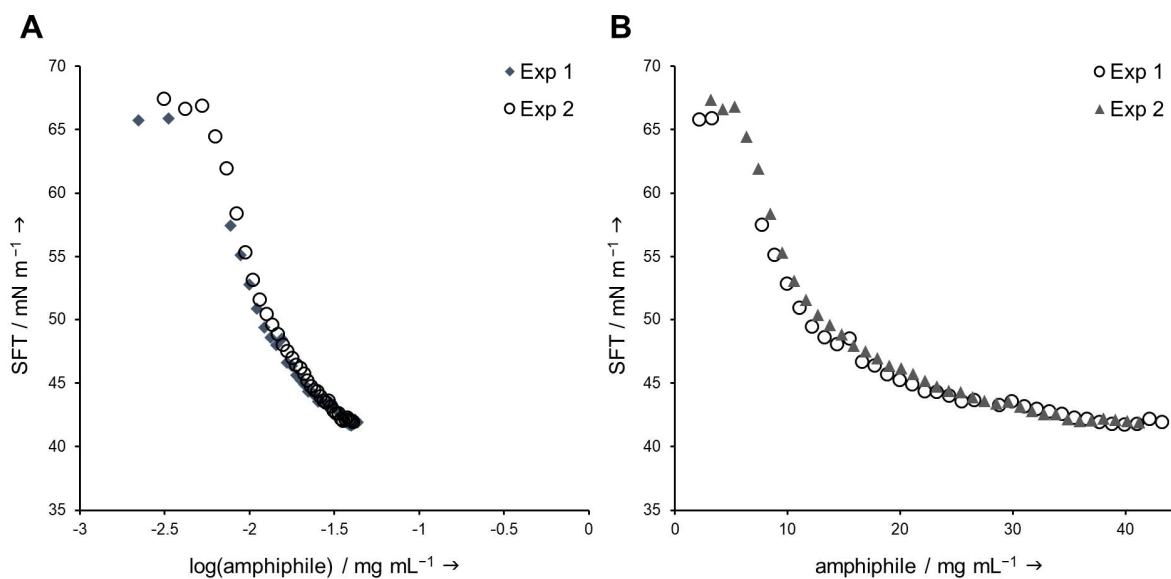 A
B
SFT / mN m⁻¹ →
70
65
60
55
50
45
40
35
-3
-2.5
-2
-1.5
-1
-0.5
0
log(amphiphile) / mg mL⁻¹ →
Exp 1
Exp 2
SFT / mN m⁻¹ →
70
65
60
55
50
45
40
35
0
10
20
30
40
amphiphile / mg mL⁻¹ →
Exp 1
Exp 2